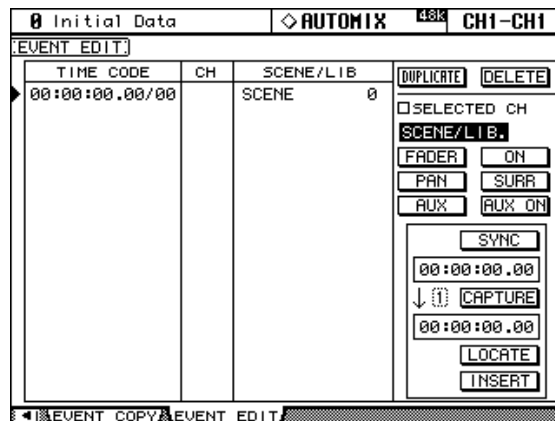 0 Initial Data ◇ AUTOMIX 48K CH1-CH1
EVENT EDIT
TIME CODE CH SCENE/LIB
DUPLICATE DELETE
00:00:00.00/00 SCENE 0
SELECTED CH
SCENE/LIB.
FADER ON
PAN SURR
AUX AUX ON
SYNC
00:00:00.00
↓ 1 CAPTURE
00:00:00.00
LOCATE
INSERT
EVENT COPY EVENT EDIT